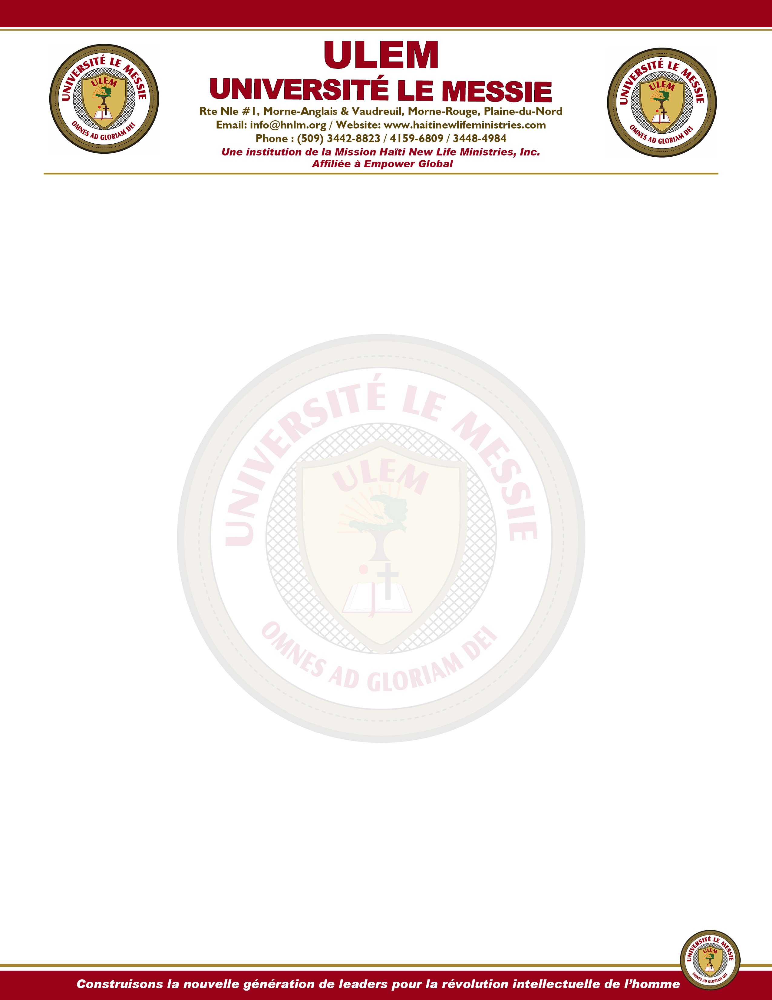 UNIVERSITÉ LE MESSIE
ULEM
OMNES AD GLORIAM DEI
ULEM
UNIVERSITÉ LE MESSIE
Rte Nle #1, Morne-Anglais & Vaudreuil, Morne-Rouge, Plaine-du-Nord
Email: info@hnlm.org / Website: www.haitinewlifeministries.com
Phone : (509) 3442-8823 / 4159-6809 / 3448-4984
Une institution de la Mission Haïti New Life Ministries, Inc.
Affiliée à Empower Global
UNIVERSITÉ LE MESSIE
ULEM
OMNES AD GLORIAM DEI
UNIVERSITÉ LE MESSIE
ULEM
OMNES AD GLORIAM DEI
UNIVERSITÉ LE MESSIE
ULEM
OMNES AD GLORIAM DEI
Construisons la nouvelle génération de leaders pour la révolution intellectuelle de l’homme